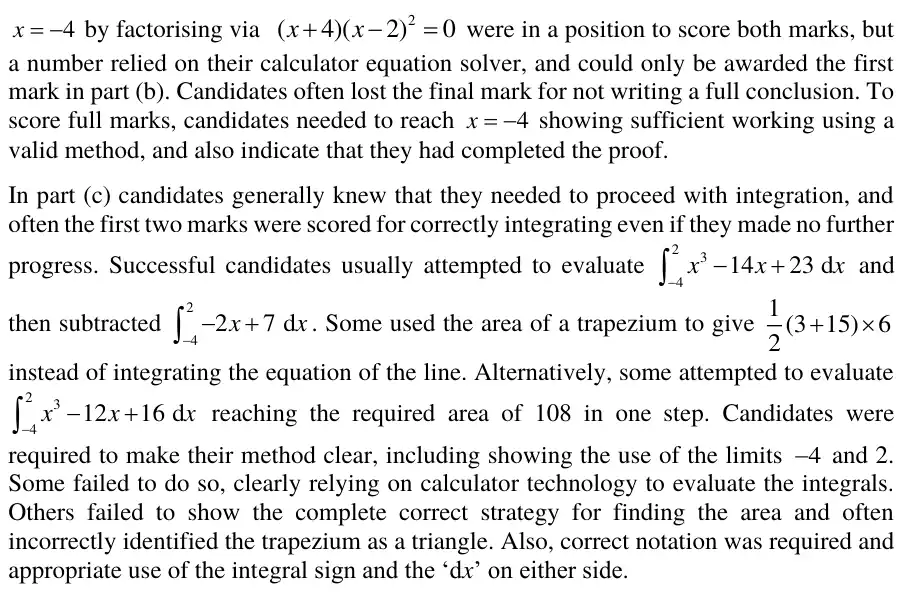 x = −4 by factorising via (x+4)(x−2)² = 0 were in a position to score both marks, but
a number relied on their calculator equation solver, and could only be awarded the first
mark in part (b). Candidates often lost the final mark for not writing a full conclusion. To
score full marks, candidates needed to reach x = −4 showing sufficient working using a
valid method, and also indicate that they had completed the proof.
In part (c) candidates generally knew that they needed to proceed with integration, and
often the first two marks were scored for correctly integrating even if they made no further
progress. Successful candidates usually attempted to evaluate ∫₋₄² x³ −14x + 23 dx and
then subtracted ∫₋₄² −2x + 7 dx. Some used the area of a trapezium to give 1/2 (3+15)×6
instead of integrating the equation of the line. Alternatively, some attempted to evaluate
∫₋₄² x³ −12x +16 dx reaching the required area of 108 in one step. Candidates were
required to make their method clear, including showing the use of the limits −4 and 2.
Some failed to do so, clearly relying on calculator technology to evaluate the integrals.
Others failed to show the complete correct strategy for finding the area and often
incorrectly identified the trapezium as a triangle. Also, correct notation was required and
appropriate use of the integral sign and the ‘dx’ on either side.